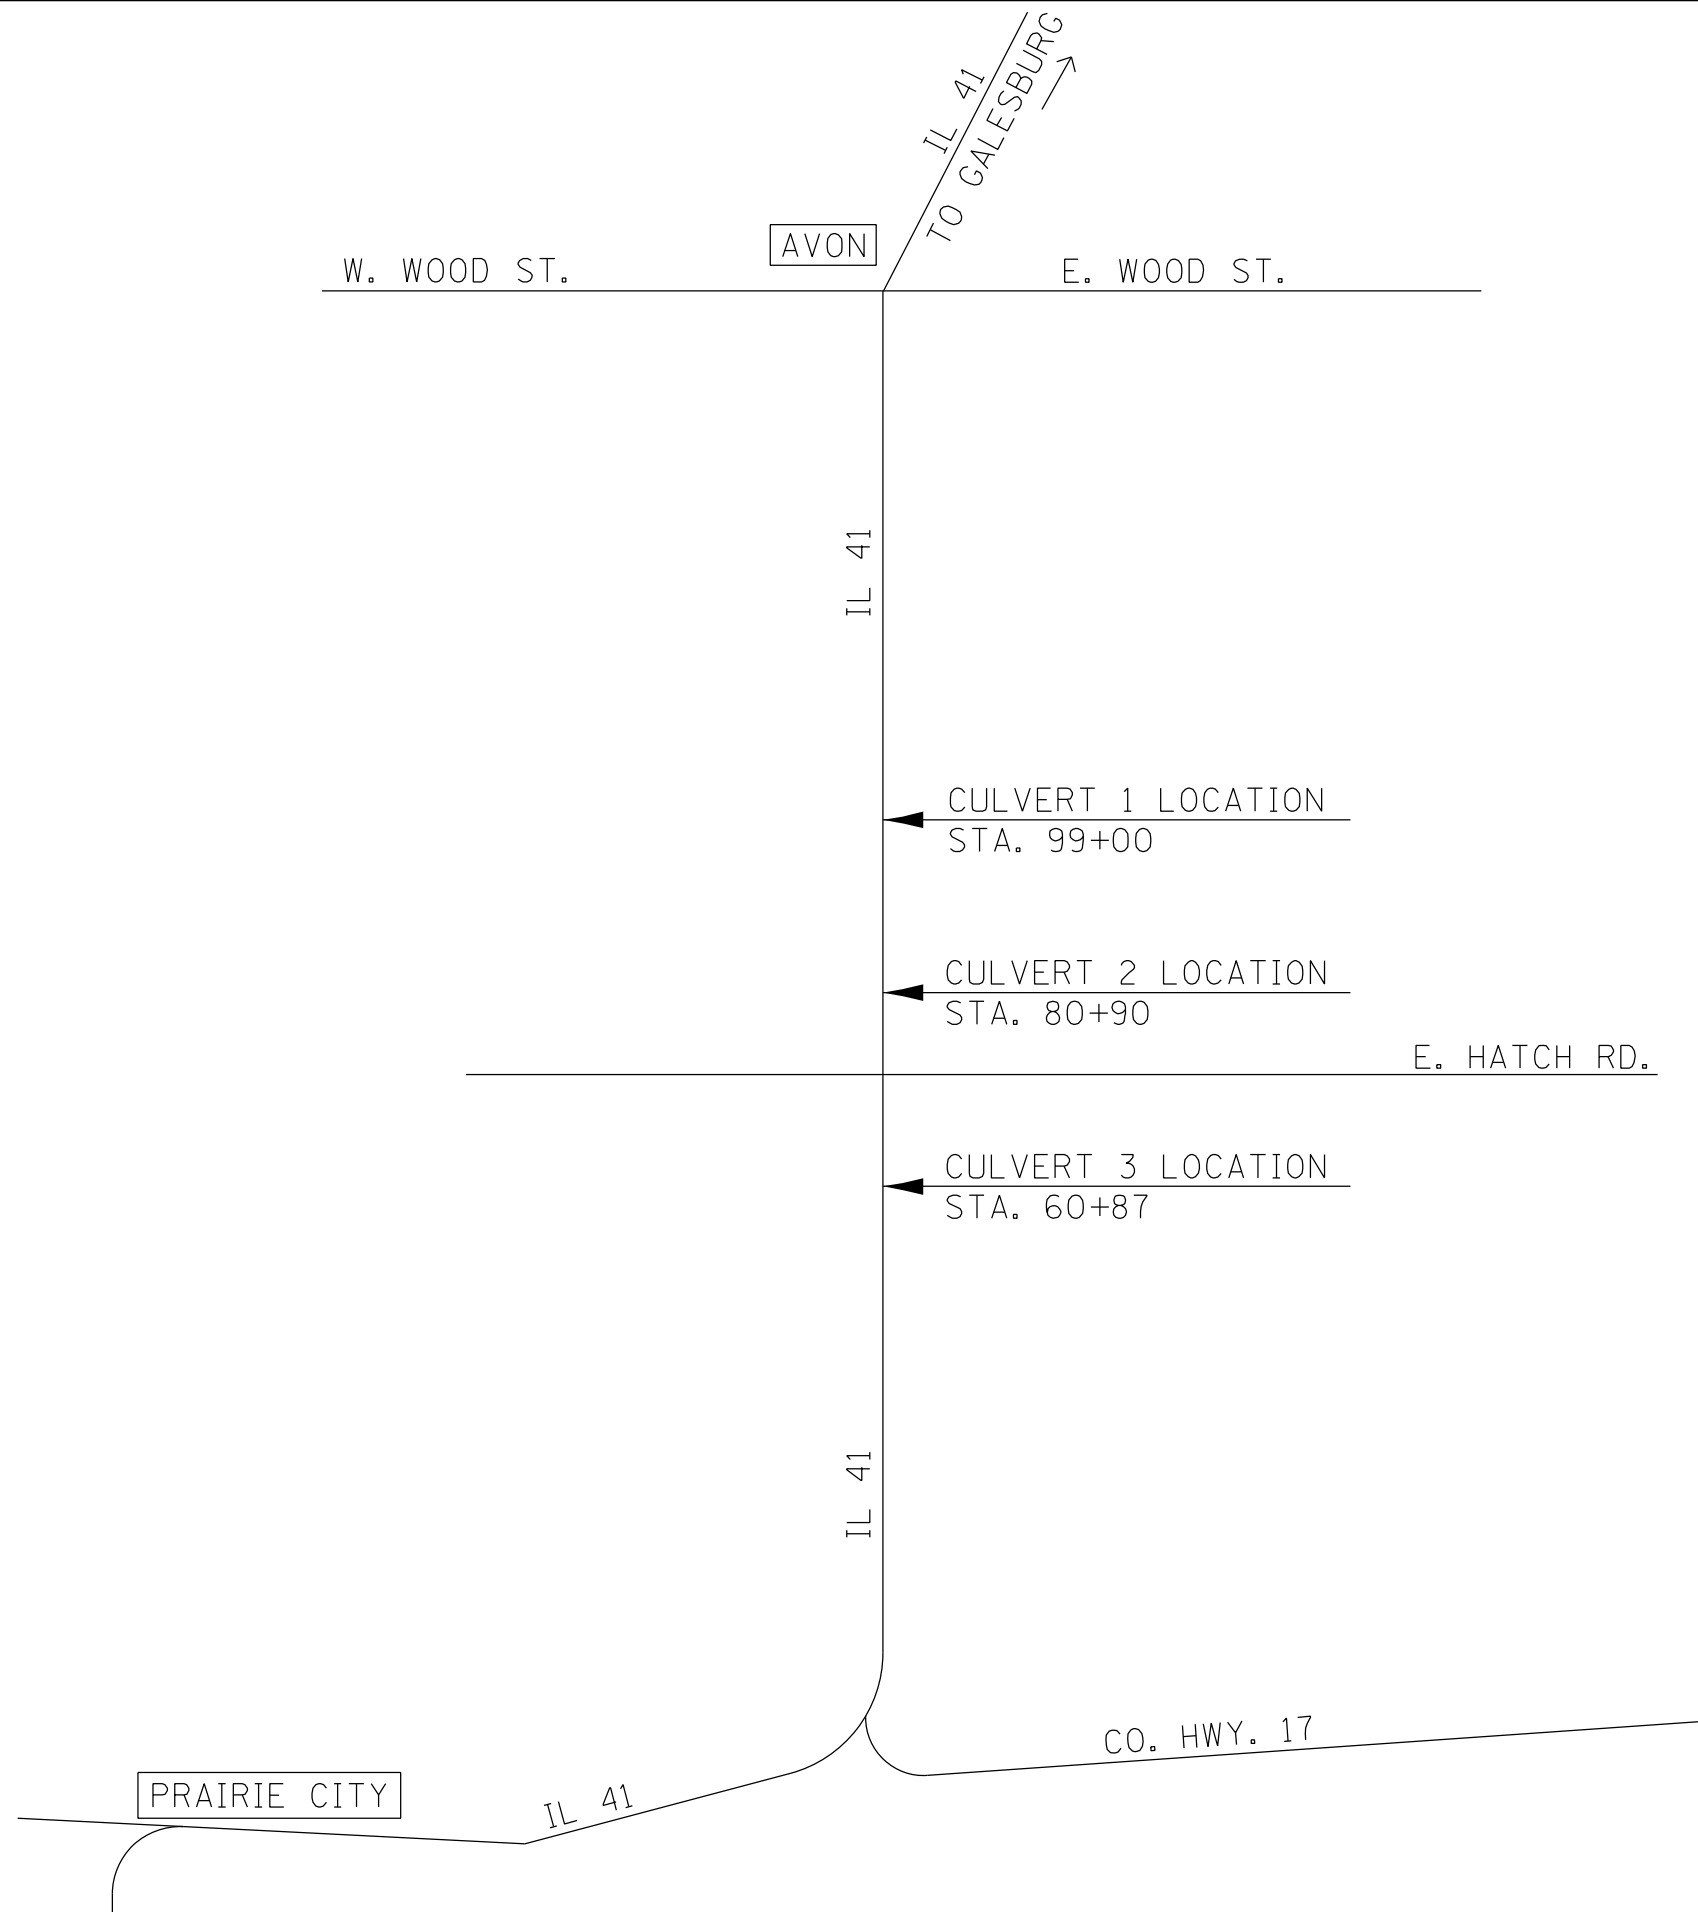 IL 41
TO GALESBURG
AVON
W. WOOD ST.
E. WOOD ST.
IL 41
CULVERT 1 LOCATION
STA. 99+00
CULVERT 2 LOCATION
STA. 80+90
E. HATCH RD.
CULVERT 3 LOCATION
STA. 60+87
IL 41
CO. HWY. 17
PRAIRIE CITY
IL 41